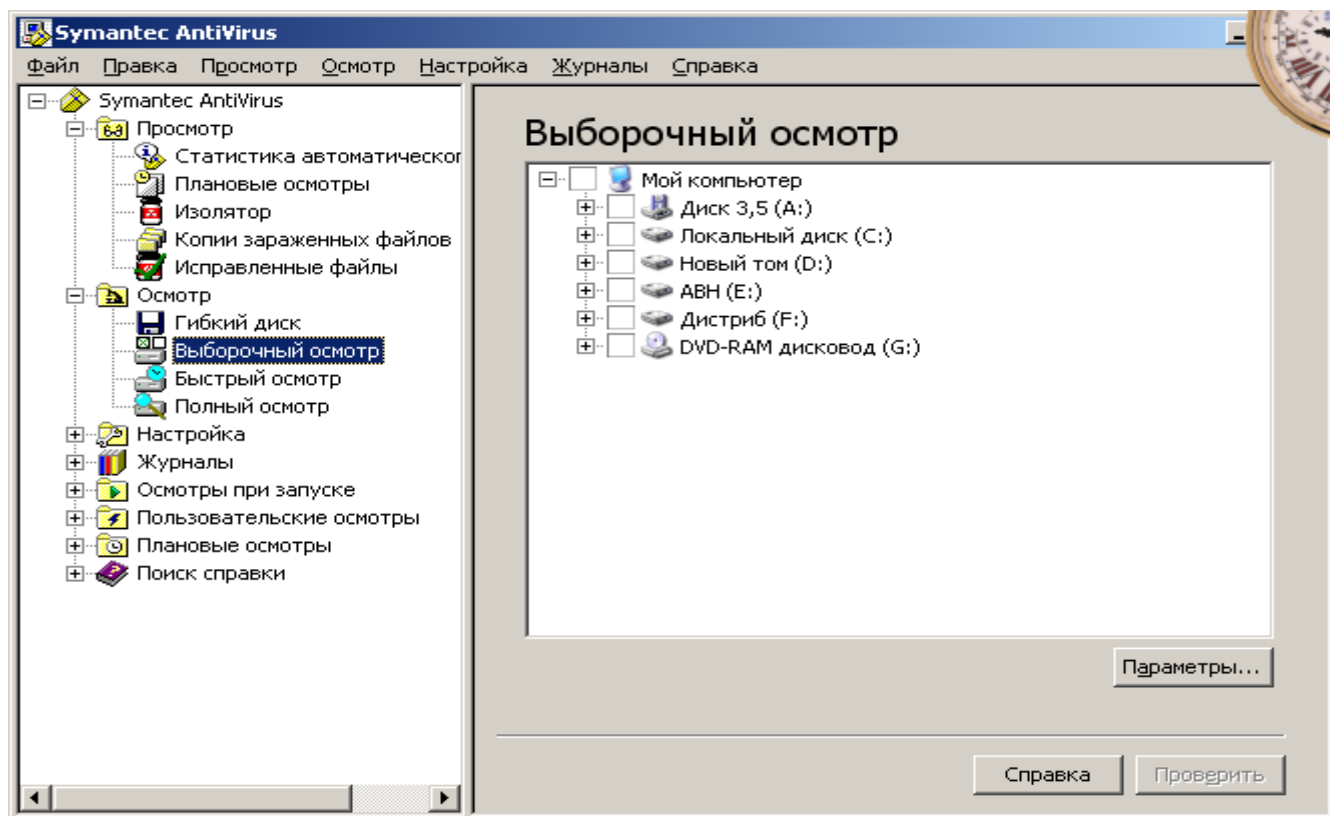 Symantec AntiVirus
Файл Правка Просмотр Осмотр Настройка Журналы Справка
Symantec AntiVirus
Просмотр
Статистика автоматическог
Плановые осмотры
Изолятор
Копии зараженных файлов
Исправленные файлы
Осмотр
Гибкий диск
Выборочный осмотр
Быстрый осмотр
Полный осмотр
Настройка
Журналы
Осмотры при запуске
Пользовательские осмотры
Плановые осмотры
Поиск справки
Выборочный осмотр
Мой компьютер
Диск 3,5 (A:)
Локальный диск (C:)
Новый том (D:)
АВН (E:)
Дистриб (F:)
DVD-RAM дисковод (G:)
Параметры...
Справка Проверить